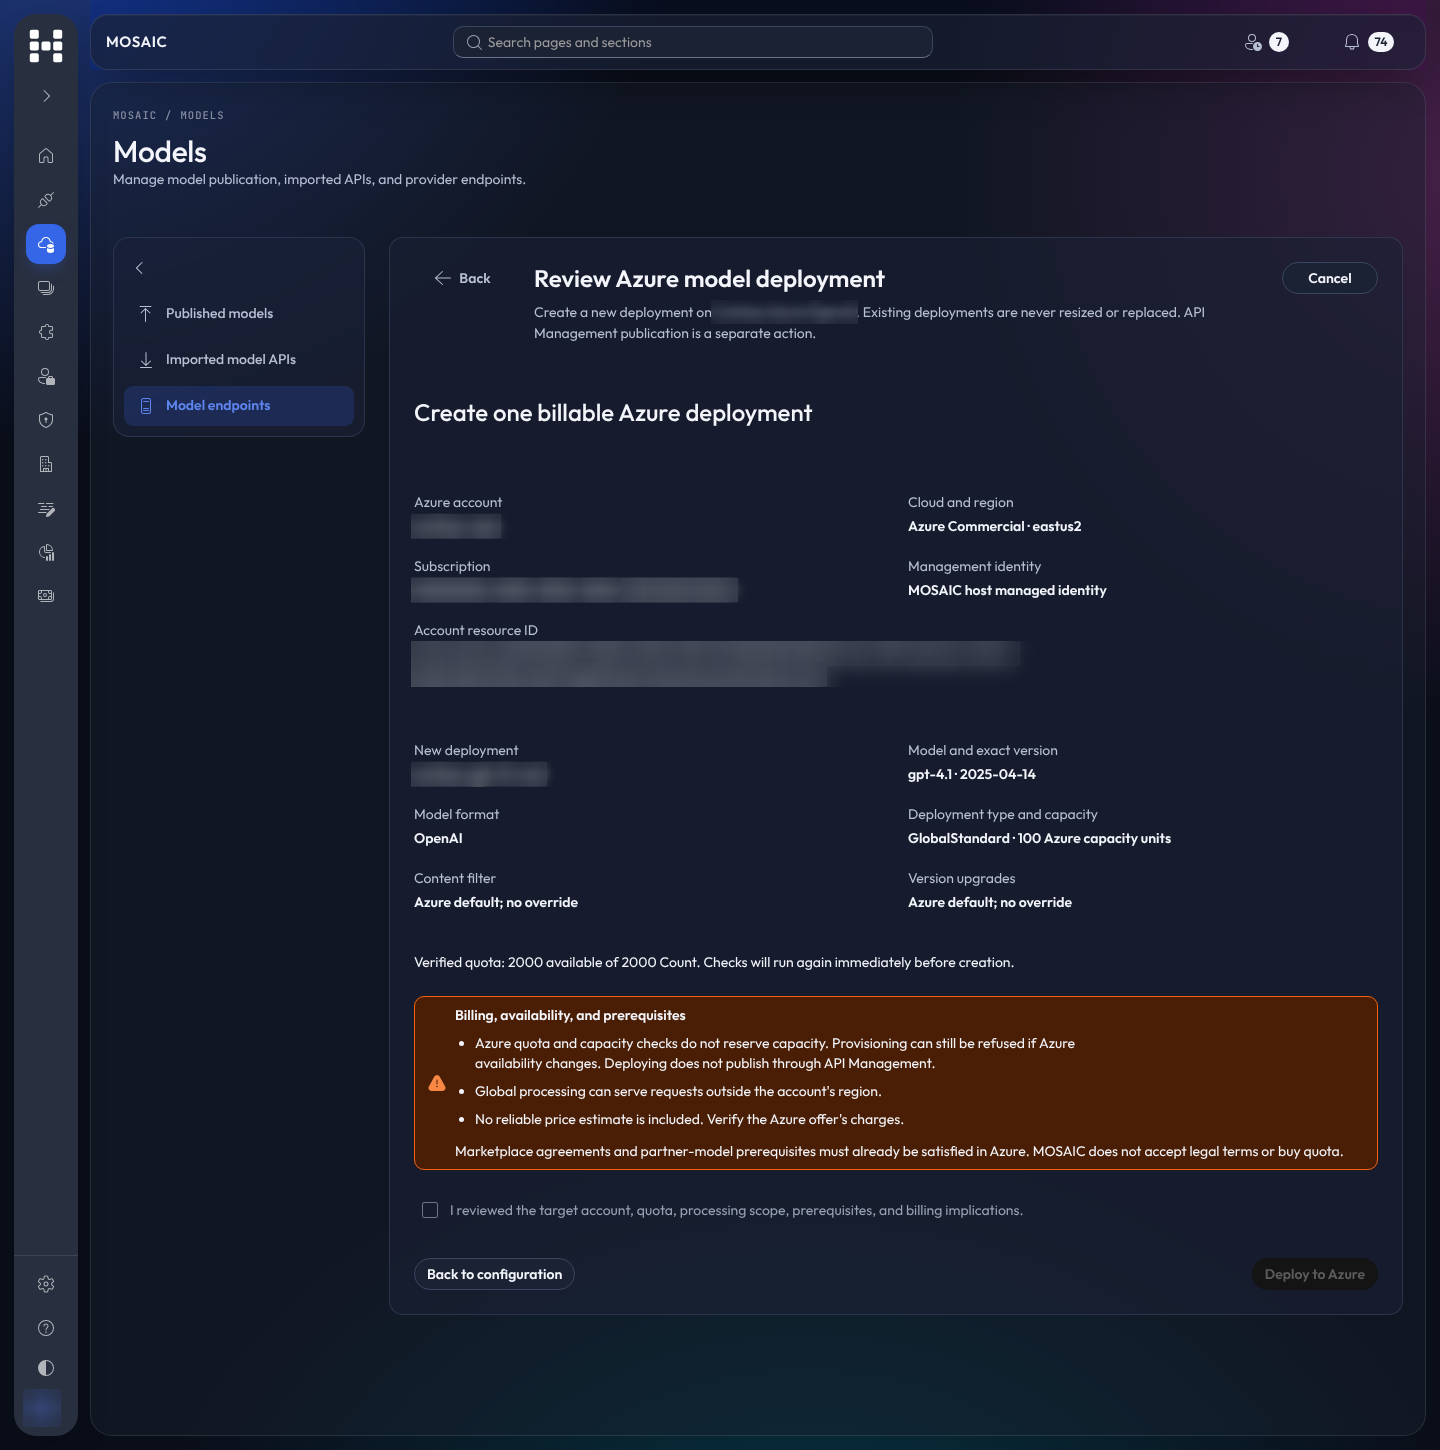 MOSAIC
Search pages and sections
7
74
MOSAIC / MODELS
Models
Manage model publication, imported APIs, and provider endpoints.
Published models
Imported model APIs
Model endpoints
Back
Review Azure model deployment
Cancel
Create a new deployment on . Existing deployments are never resized or replaced. API
Management publication is a separate action.
Create one billable Azure deployment
Azure account
Cloud and region
Azure Commercial · eastus2
Subscription
Management identity
MOSAIC host managed identity
Account resource ID
New deployment
Model and exact version
gpt-4.1 · 2025-04-14
Model format
OpenAI
Deployment type and capacity
GlobalStandard · 100 Azure capacity units
Content filter
Azure default; no override
Version upgrades
Azure default; no override
Verified quota: 2000 available of 2000 Count. Checks will run again immediately before creation.
Billing, availability, and prerequisites
• Azure quota and capacity checks do not reserve capacity. Provisioning can still be refused if Azure
availability changes. Deploying does not publish through API Management.
• Global processing can serve requests outside the account's region.
• No reliable price estimate is included. Verify the Azure offer's charges.
Marketplace agreements and partner-model prerequisites must already be satisfied in Azure. MOSAIC does not accept legal terms or buy quota.
I reviewed the target account, quota, processing scope, prerequisites, and billing implications.
Back to configuration
Deploy to Azure